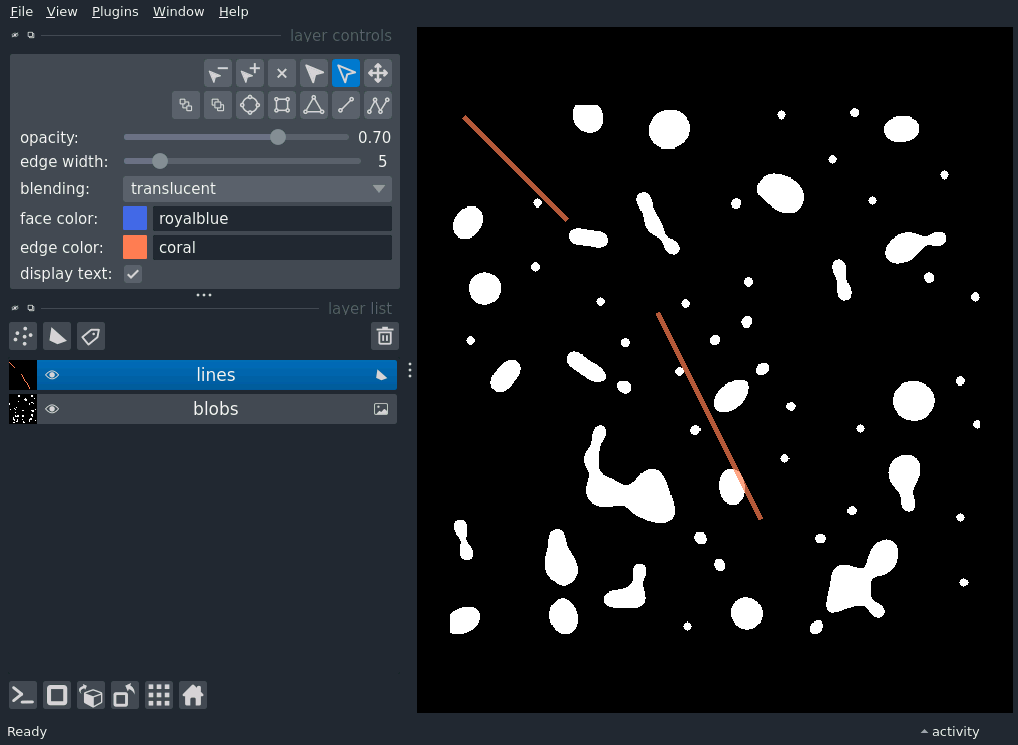 File View Plugins Window Help
layer controls
opacity: 0.70
edge width: 5
blending: translucent
face color: royalblue
edge color: coral
display text:
layer list
lines
blobs
Ready
activity